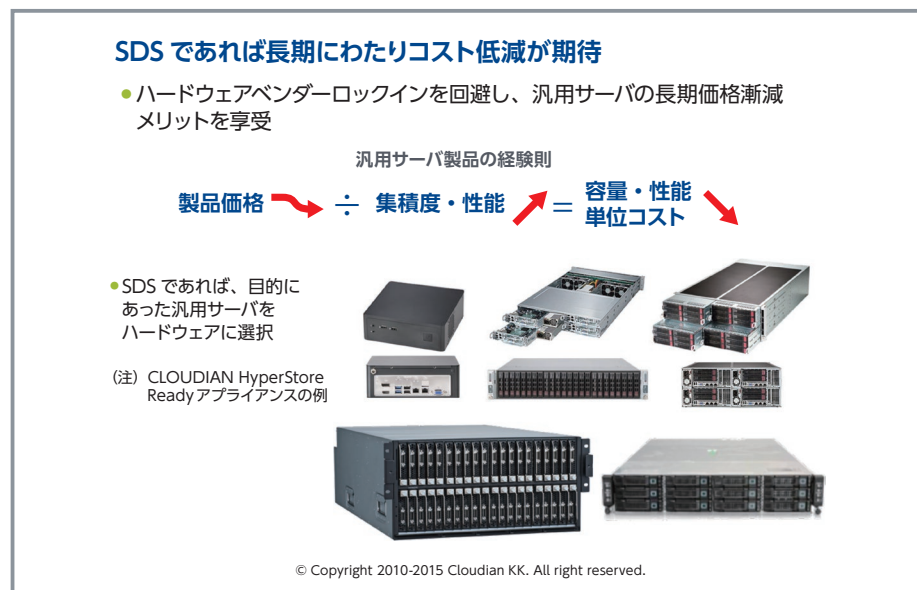 SDS であれば長期にわたりコスト低減が期待
●ハードウェアベンダーロックインを回避し、汎用サーバの長期価格漸減
メリットを享受
汎用サーバ製品の経験則
製品価格 ÷ 集積度・性能 = 容量・性能
単位コスト
●SDS であれば、目的に
あった汎用サーバを
ハードウェアに選択
（注）CLOUDIAN HyperStore
Readyアプライアンスの例
© Copyright 2010-2015 Cloudian KK. All right reserved.